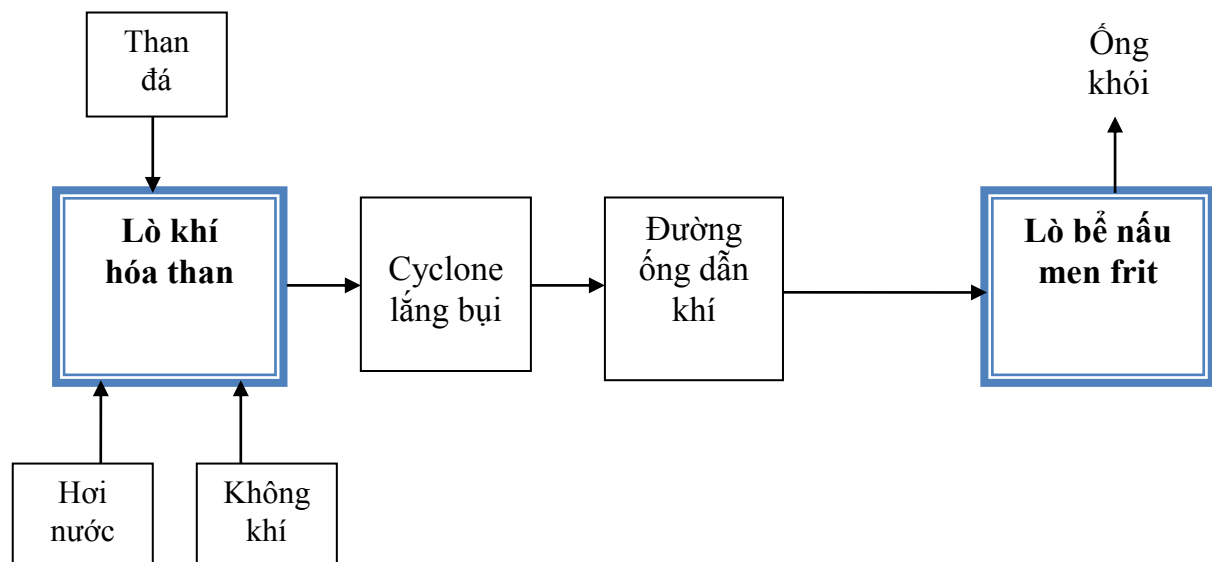 Than
đá
Ống
khói
Lò khí
hóa than
Cyclone
lắng bụi
Đường
ống dẫn
khí
Lò bể nấu
men frit
Hơi
nước
Không
khí